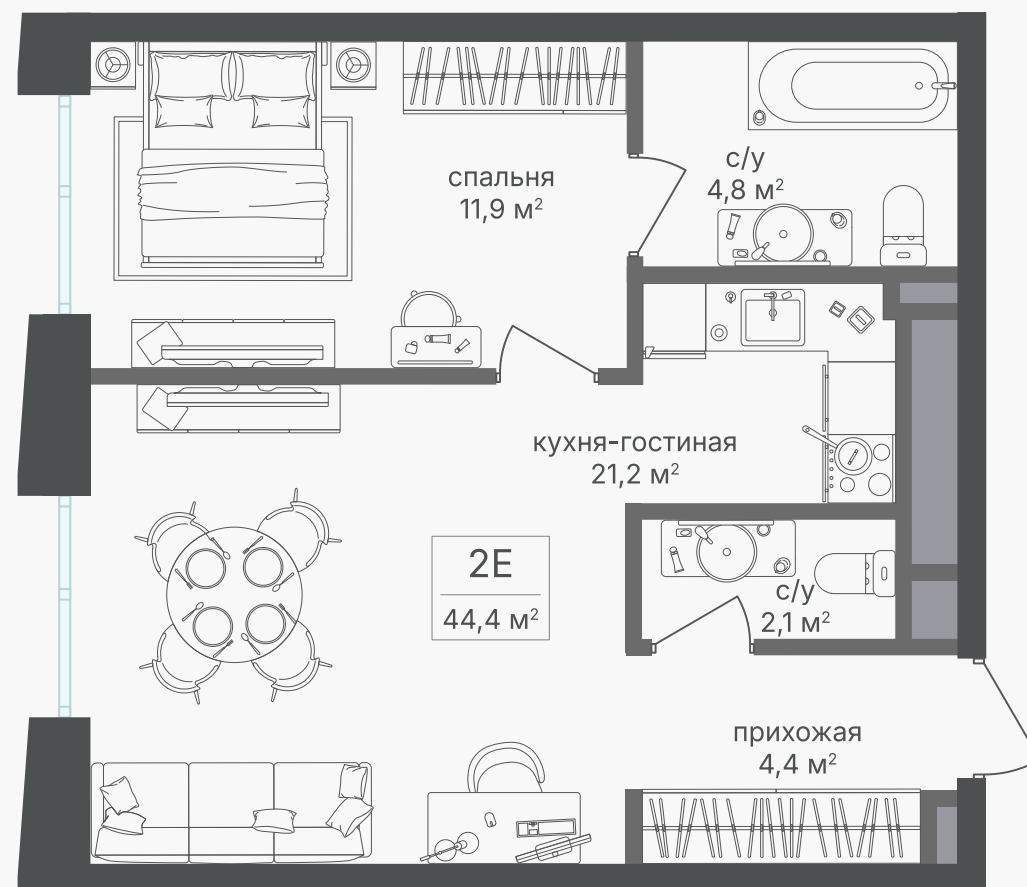 спальня
11,9 м²
с/у
4,8 м²
кухня-гостиная
21,2 м²
2Е
44,4 м²
с/у
2,1 м²
прихожая
4,4 м²